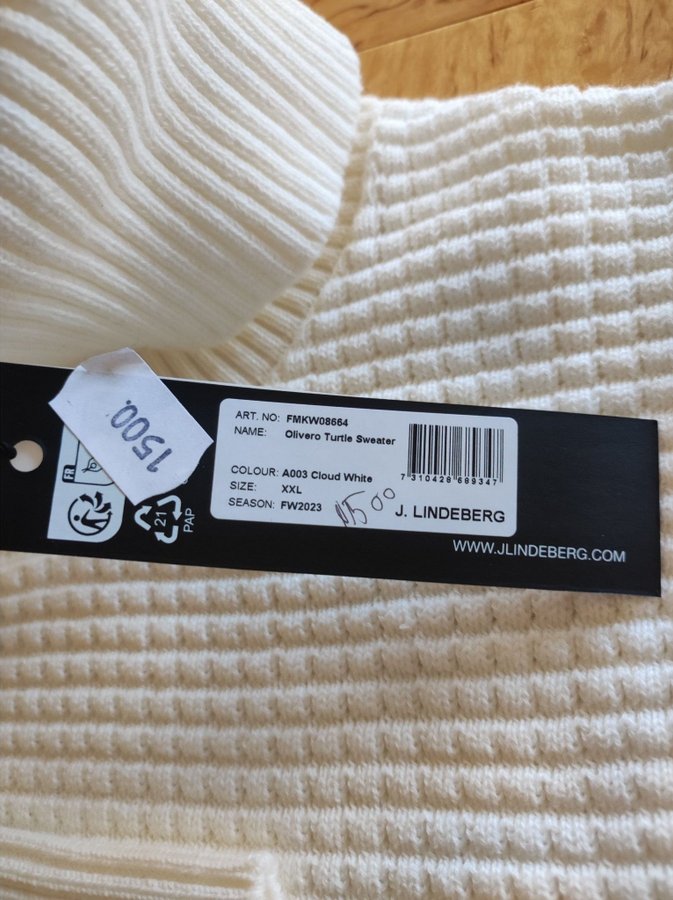 1500.
FR
21
PAP
ART. NO: FMKW08664
NAME: Olivero Turtle Sweater
COLOUR: A003 Cloud White
SIZE: XXL
SEASON: FW2023
7 310428 689347
J. LINDEBERG
WWW.JLINDEBERG.COM